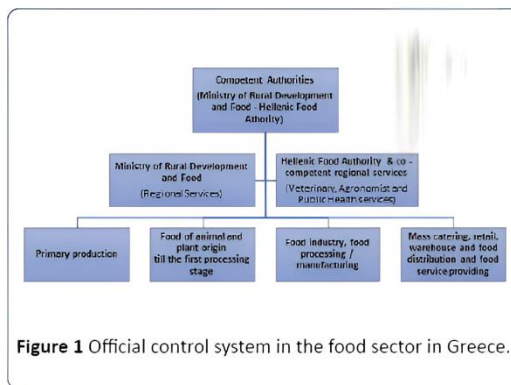 Competent Authorities
(Ministry of Rural Development
and Food - Hellenic Food
Athority)
Ministry of Rural Development
and Food
(Regional Services)
Hellenic Food Authority & co -
competent regional services
(Veterinary, Agronomist and
Public Health services)
Primary production
Food of animal and
plant origin
till the first processing
stage
Food industry, food
processing /
manufacturing
Mass catering, retail,
warehouse and food
distribution and food
service providing
Figure 1 Official control system in the food sector in Greece.